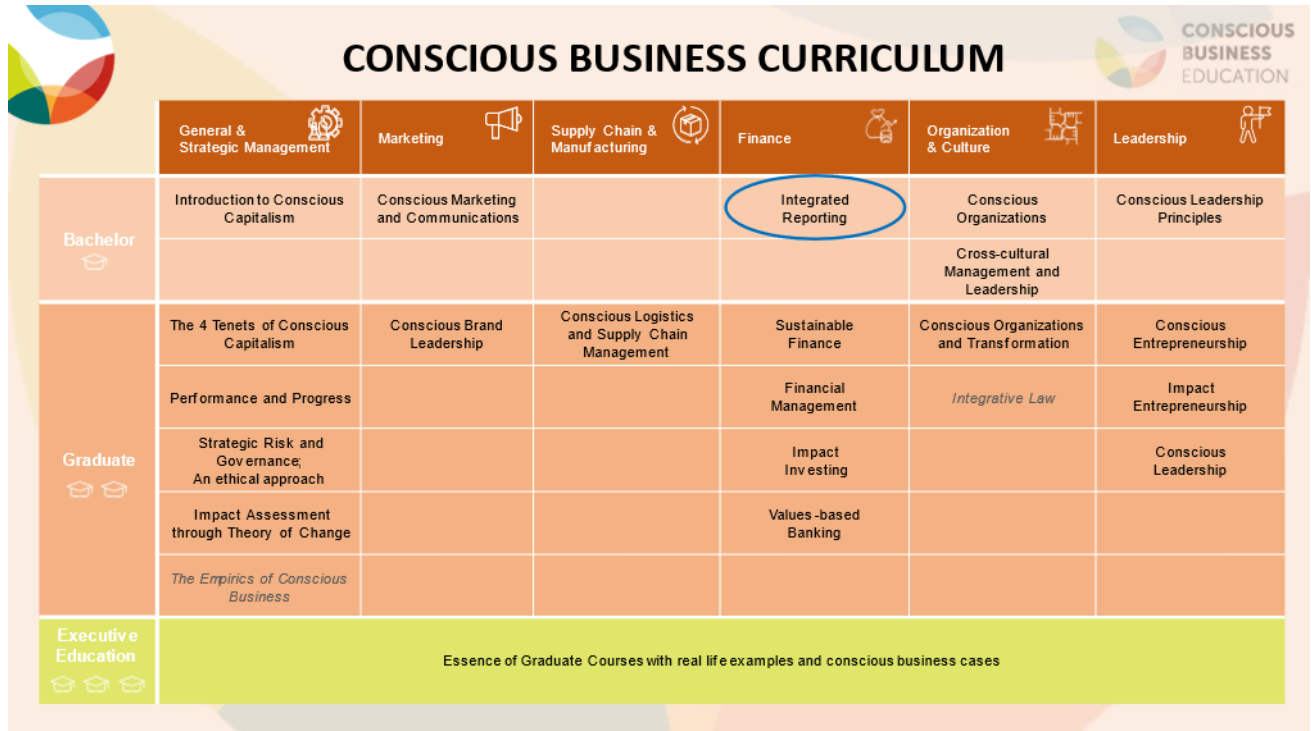 CONSCIOUS BUSINESS CURRICULUM
CONSCIOUS
BUSINESS
EDUCATION
General &
Strategic Management
Marketing
Supply Chain &
Manufacturing
Finance
Organization
& Culture
Leadership
Bachelor
Introduction to Conscious
Capitalism
Conscious Marketing
and Communications
Integrated
Reporting
Conscious
Organizations
Conscious Leadership
Principles
Cross-cultural
Management and
Leadership
Graduate
The 4 Tenets of Conscious
Capitalism
Conscious Brand
Leadership
Conscious Logistics
and Supply Chain
Management
Sustainable
Finance
Conscious Organizations
and Transformation
Conscious
Entrepreneurship
Performance and Progress
Financial
Management
Integrative Law
Impact
Entrepreneurship
Strategic Risk and
Governance;
An ethical approach
Impact
Investing
Conscious
Leadership
Impact Assessment
through Theory of Change
Values-based
Banking
The Empirics of Conscious
Business
Executive
Education
Essence of Graduate Courses with real life examples and conscious business cases